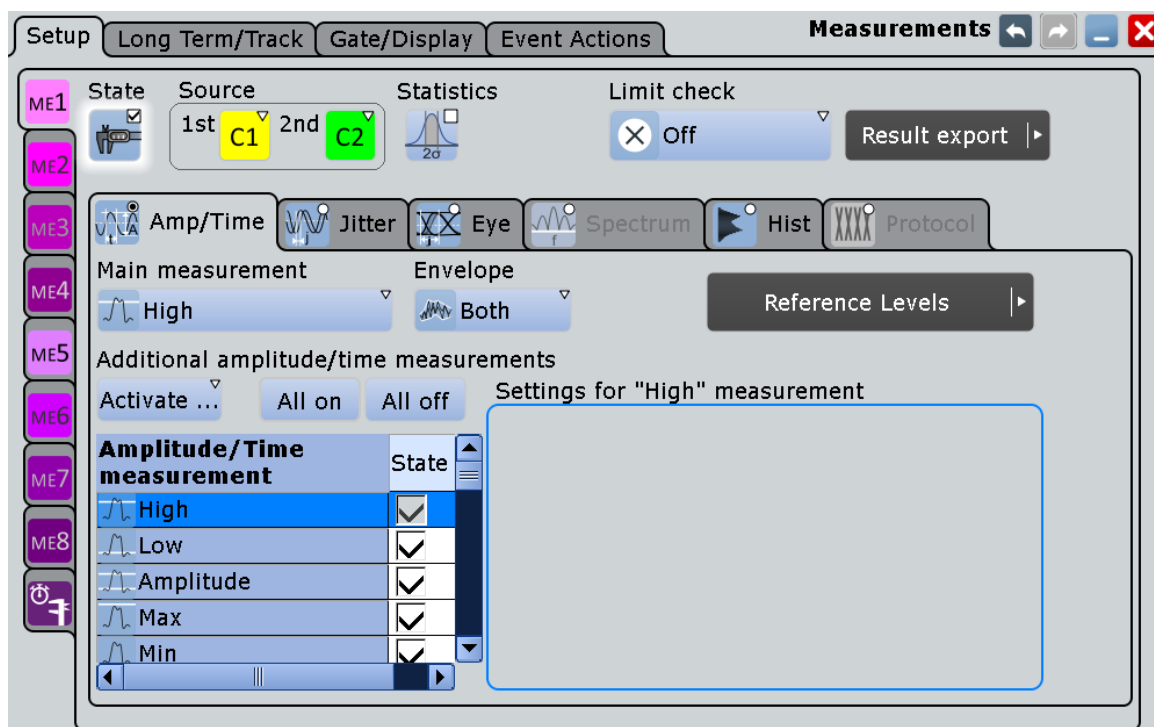 Setup Long Term/Track Gate/Display Event Actions Measurements
ME1
State Source Statistics Limit check
1st C1 2nd C2 2σ Off Result export
ME2
ME3
Amp/Time Jitter Eye f Spectrum Hist Protocol
ME4
Main measurement Envelope
High Both Reference Levels
ME5
Additional amplitude/time measurements
Activate ... All on All off Settings for "High" measurement
ME6
Amplitude/Time
measurement State
ME7
High
ME8
Low
Amplitude
Max
Min